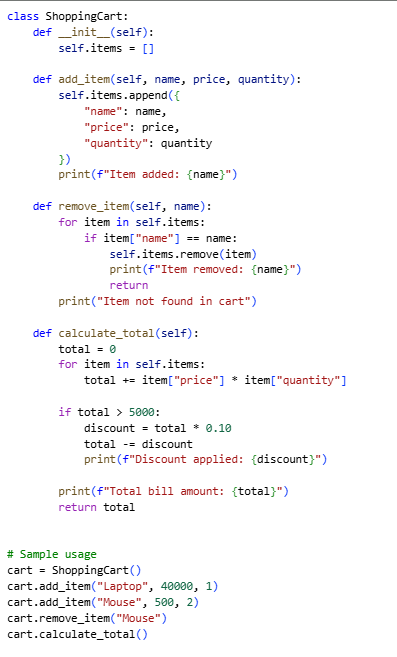 class ShoppingCart:
    def __init__(self):
        self.items = []

    def add_item(self, name, price, quantity):
        self.items.append({
            "name": name,
            "price": price,
            "quantity": quantity
        })
        print(f"Item added: {name}")

    def remove_item(self, name):
        for item in self.items:
            if item["name"] == name:
                self.items.remove(item)
                print(f"Item removed: {name}")
                return
        print("Item not found in cart")

    def calculate_total(self):
        total = 0
        for item in self.items:
            total += item["price"] * item["quantity"]

        if total > 5000:
            discount = total * 0.10
            total -= discount
            print(f"Discount applied: {discount}")

        print(f"Total bill amount: {total}")
        return total


# Sample usage
cart = ShoppingCart()
cart.add_item("Laptop", 40000, 1)
cart.add_item("Mouse", 500, 2)
cart.remove_item("Mouse")
cart.calculate_total()